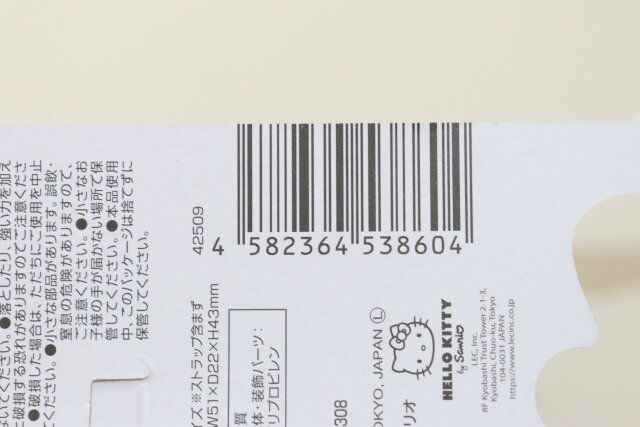 ないでください。●落としたり、強い力を加え
破損する恐れがありますのでご注意くださ
●破損した場合は、ただちにご使用を中止
てください。●小さな部品があります。誤飲・
窒息の危険がありますので、
ご注意ください。●小さなお
子様の手が届かない場所で保
管してください。●本品使用
中、このパッケージは捨てずに
保管してください。
42509
4 582364 538604
イズ※ストラップ含まず
W51×D22×H43mm
質
体・装飾パーツ:
リプロピレン
308
OKYO, JAPAN Ⓛ
リオ
HELLO KITTY
by Sanrio
LEC, Inc.
8F Kyobashi Trust Tower 2-1-3,
Kyobashi, Chuo-ku, Tokyo
104-0031 JAPAN
https://www.lecinc.co.jp